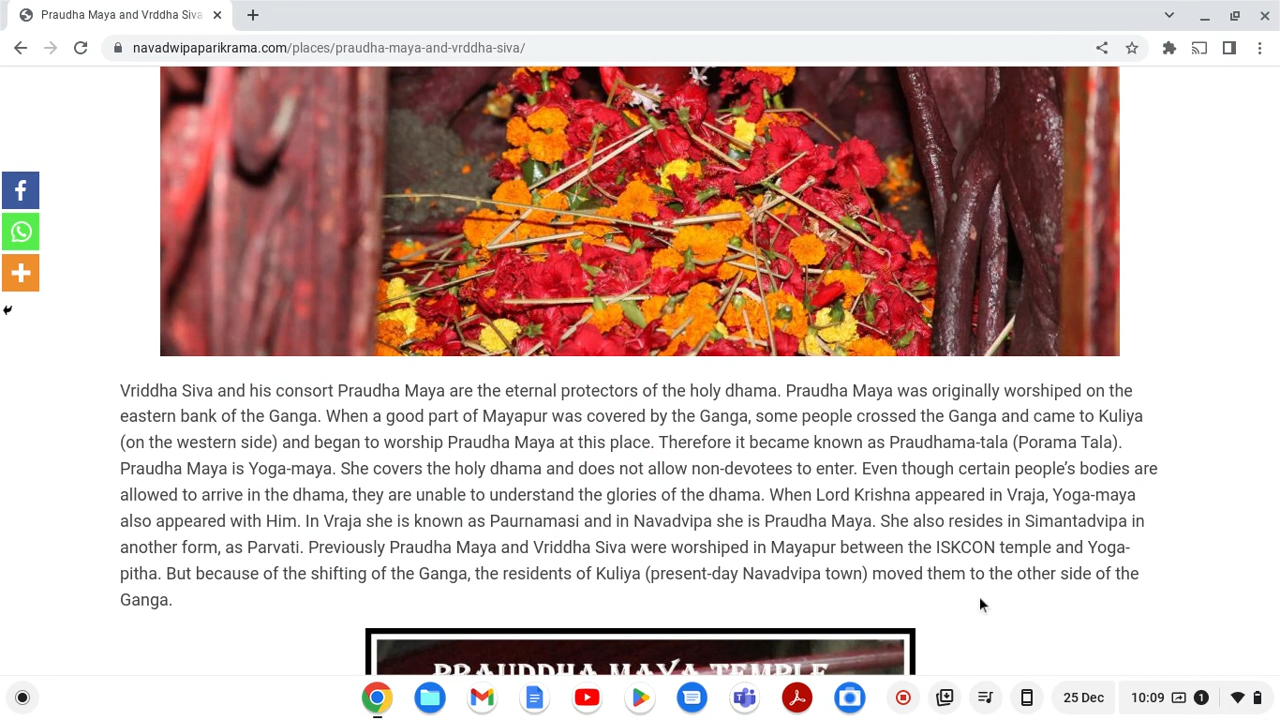 Praudha Maya and Vrddha Siva
navadwipaparikrama.com/places/praudha-maya-and-vrddha-siva/
Vriddha Siva and his consort Praudha Maya are the eternal protectors of the holy dhama. Praudha Maya was originally worshiped on the
eastern bank of the Ganga. When a good part of Mayapur was covered by the Ganga, some people crossed the Ganga and came to Kuliya
(on the western side) and began to worship Praudha Maya at this place. Therefore it became known as Praudhama-tala (Porama Tala).
Praudha Maya is Yoga-maya. She covers the holy dhama and does not allow non-devotees to enter. Even though certain people’s bodies are
allowed to arrive in the dhama, they are unable to understand the glories of the dhama. When Lord Krishna appeared in Vraja, Yoga-maya
also appeared with Him. In Vraja she is known as Paurnamasi and in Navadvipa she is Praudha Maya. She also resides in Simantadvipa in
another form, as Parvati. Previously Praudha Maya and Vriddha Siva were worshiped in Mayapur between the ISKCON temple and Yoga-
pitha. But because of the shifting of the Ganga, the residents of Kuliya (present-day Navadvipa town) moved them to the other side of the
Ganga.
PRAUDDHA MAYA TEMPLE
25 Dec
10:09
1